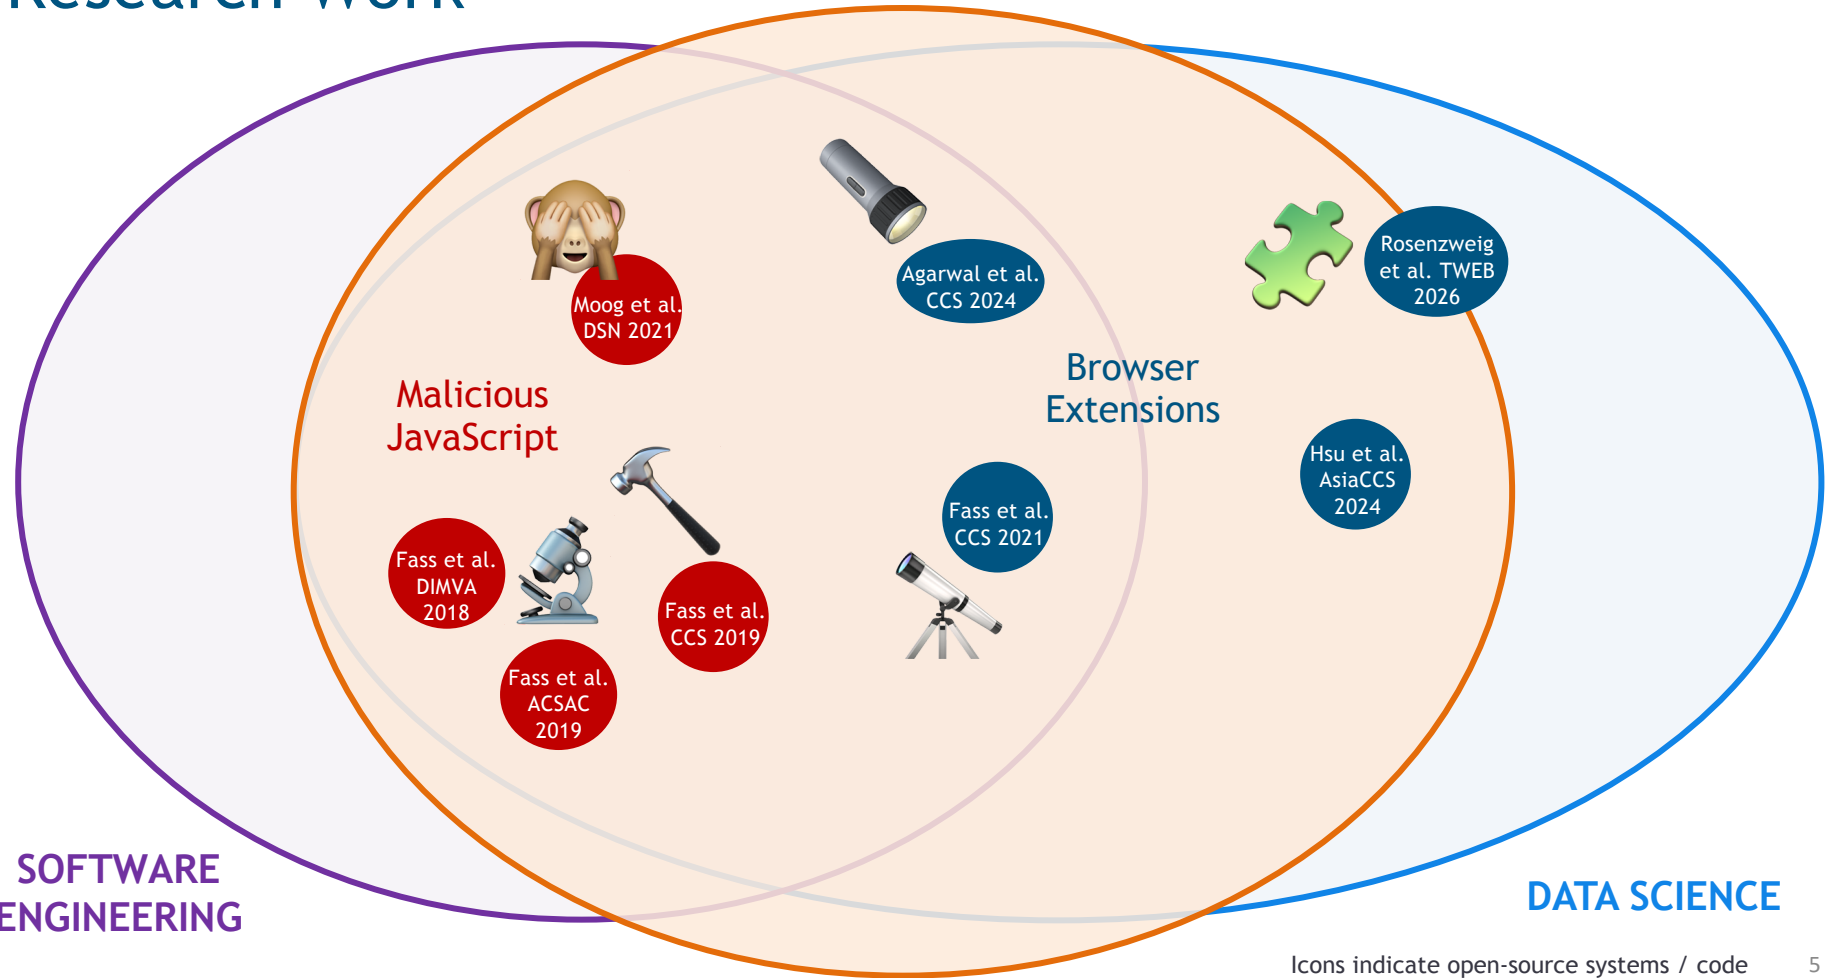 Research Work
Agarwal et al.
CCS 2024
Rosenzweig
et al. TWEB
2026
Moog et al.
DSN 2021
Browser
Extensions
Malicious
JavaScript
Hsu et al.
AsiaCCS
2024
Fass et al.
CCS 2021
Fass et al.
DIMVA
2018
Fass et al.
CCS 2019
Fass et al.
ACSAC
2019
SOFTWARE
ENGINEERING
DATA SCIENCE
Icons indicate open-source systems / code
5